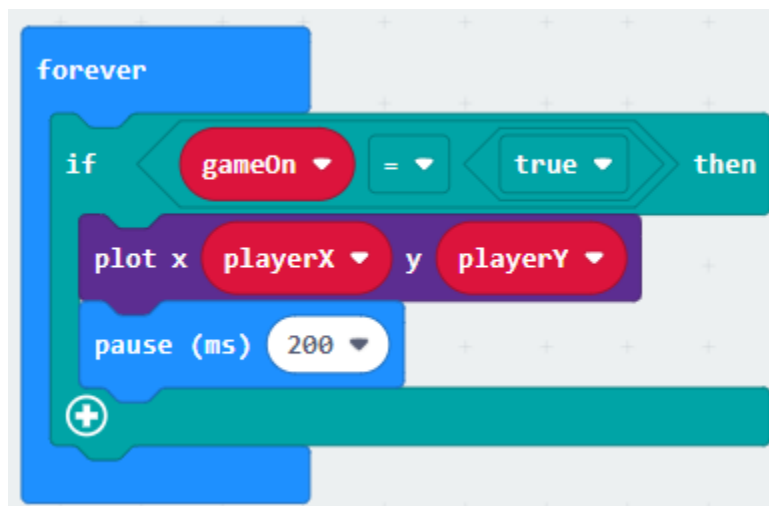 forever
if gameOn = true then
plot x playerX y playerY
pause (ms) 200